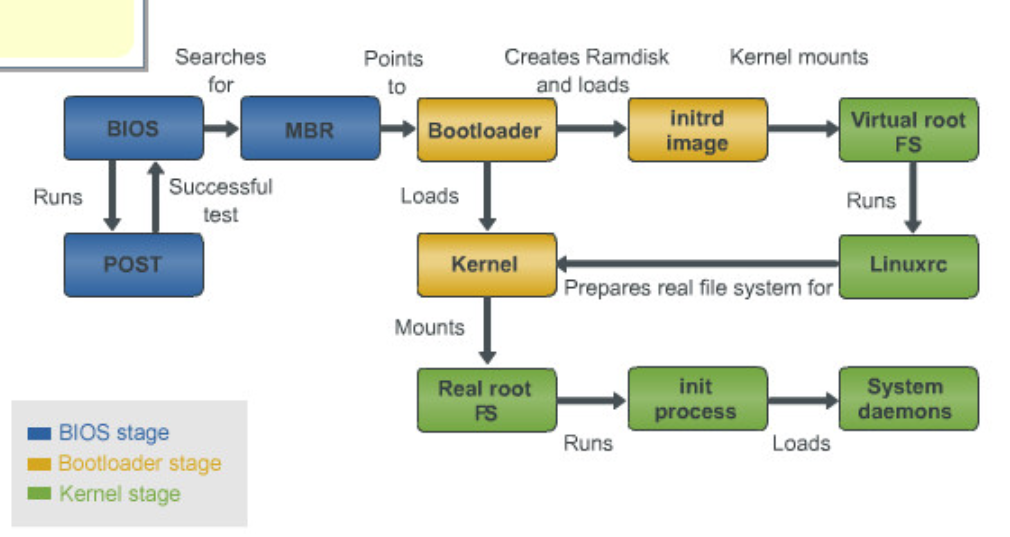 Searches
for
Points
to
Creates Ramdisk
and loads
Kernel mounts
BIOS
MBR
Bootloader
initrd
image
Virtual root
FS
Runs
Successful
test
Loads
Runs
POST
Kernel
Linuxrc
Prepares real file system for
Mounts
Real root
FS
init
process
System
daemons
Runs
Loads
BIOS stage
Bootloader stage
Kernel stage